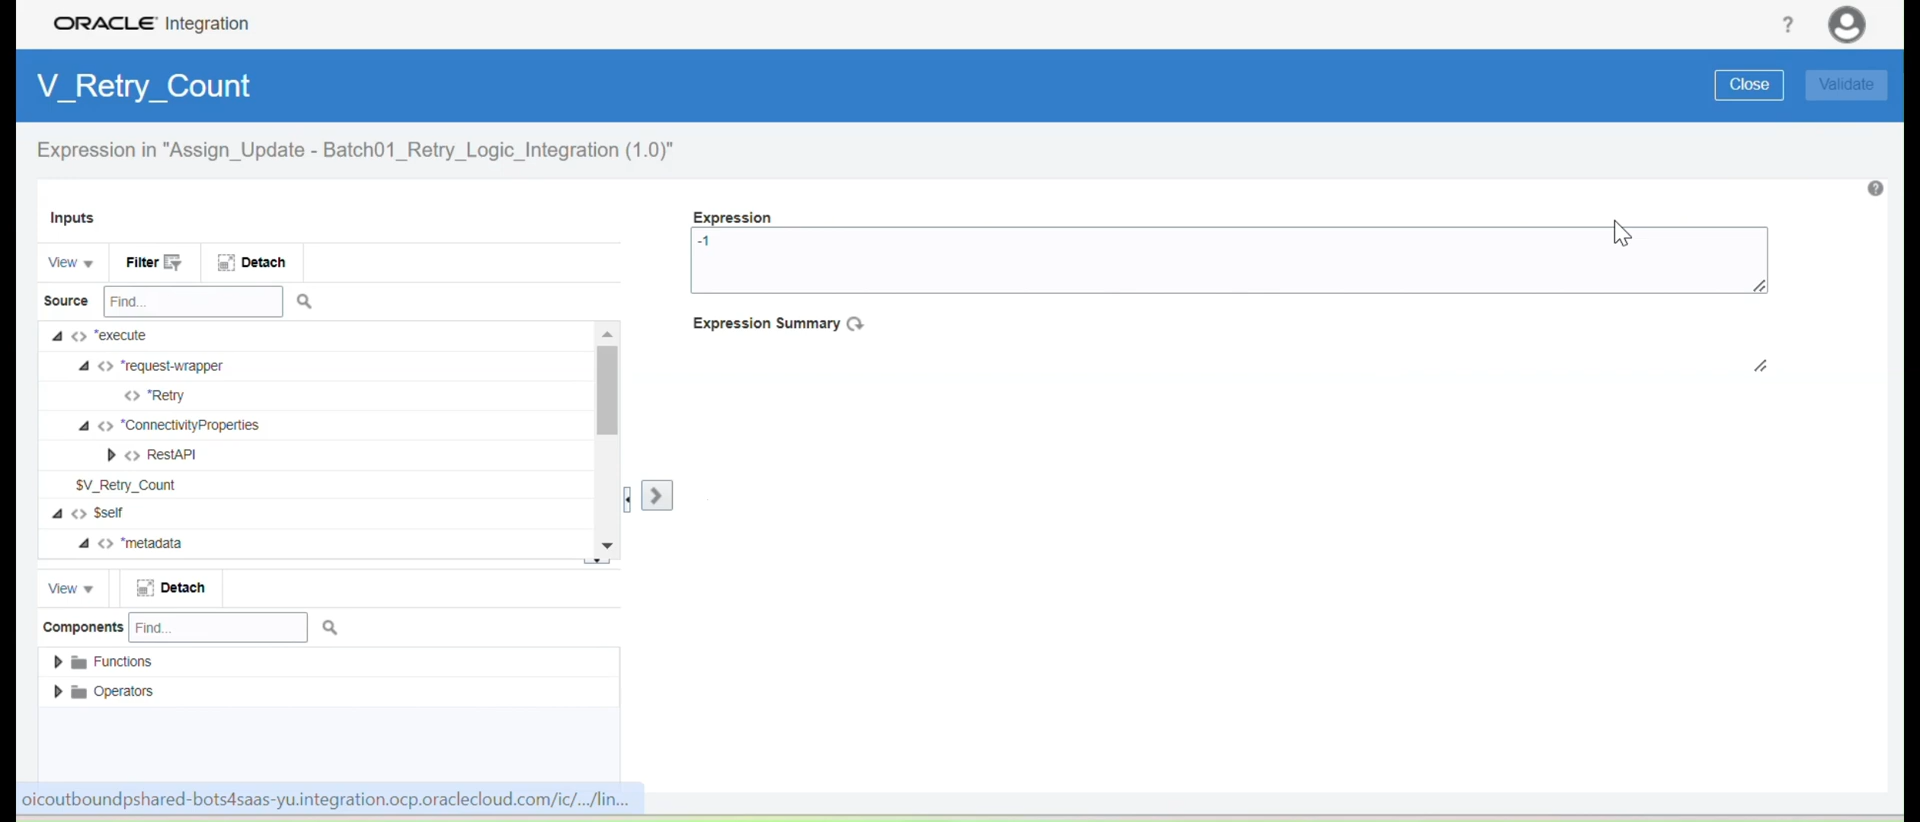 ORACLE Integration
?
V_Retry_Count
Close
Validate
Expression in "Assign_Update - Batch01_Retry_Logic_Integration (1.0)"
?
Inputs
Expression
-1
View
Filter
Detach
Source
Find...
Expression Summary
<> *execute
<> *request-wrapper
<> *Retry
<> *ConnectivityProperties
<> RestAPI
$V_Retry_Count
<> $self
<> *metadata
View
Detach
Components
Find...
Functions
Operators
oicoutboundpshared-bots4saas-yu.integration.ocp.oraclecloud.com/ic/.../lin...